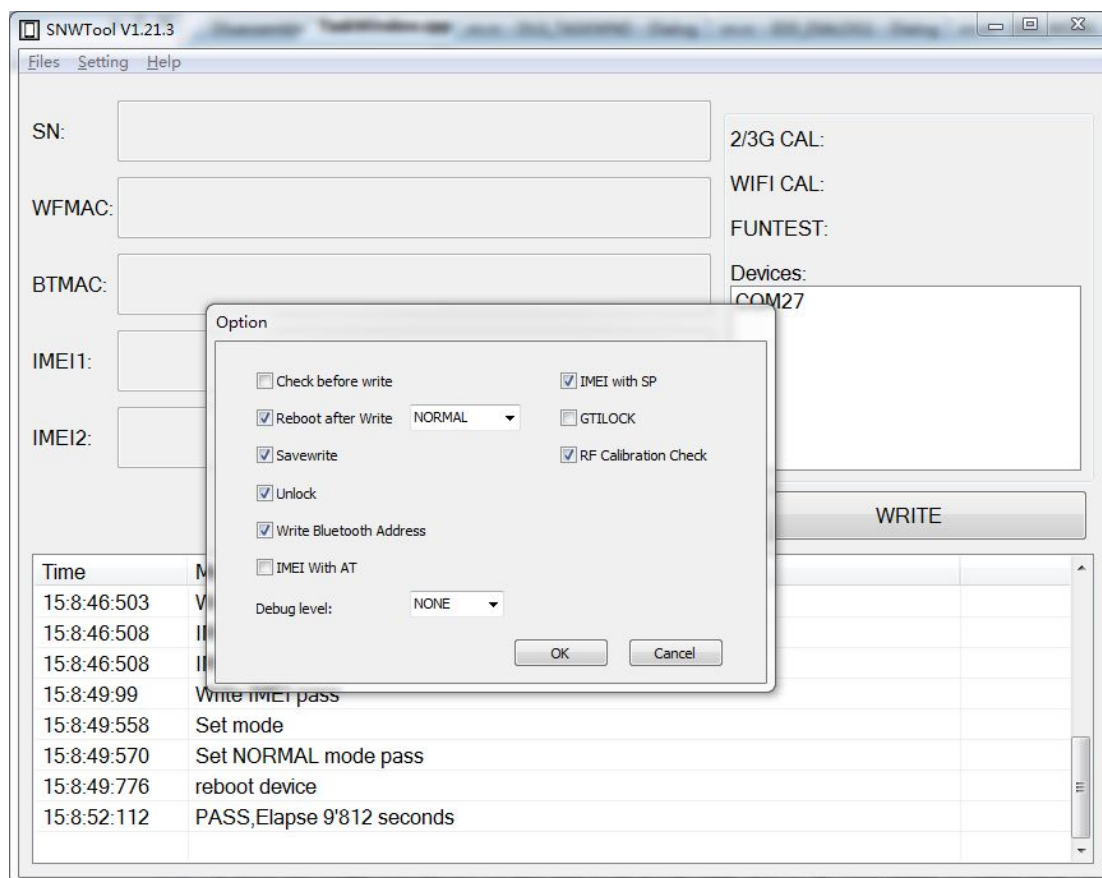 SNWTool V1.21.3
Files Setting Help
SN:
WFMAC:
BTMAC:
IMEI1:
IMEI2:
2/3G CAL:
WIFI CAL:
FUNTEST:
Devices:
COM27
WRITE
Option
Check before write
IMEI with SP
Reboot after Write NORMAL
GTILOCK
Savewrite
RF Calibration Check
Unlock
Write Bluetooth Address
IMEI With AT
Debug level: NONE
OK Cancel
Time
15:8:46:503
15:8:46:508
15:8:46:508
15:8:49:99 Write IMEI pass
15:8:49:558 Set mode
15:8:49:570 Set NORMAL mode pass
15:8:49:776 reboot device
15:8:52:112 PASS,Elapse 9'812 seconds